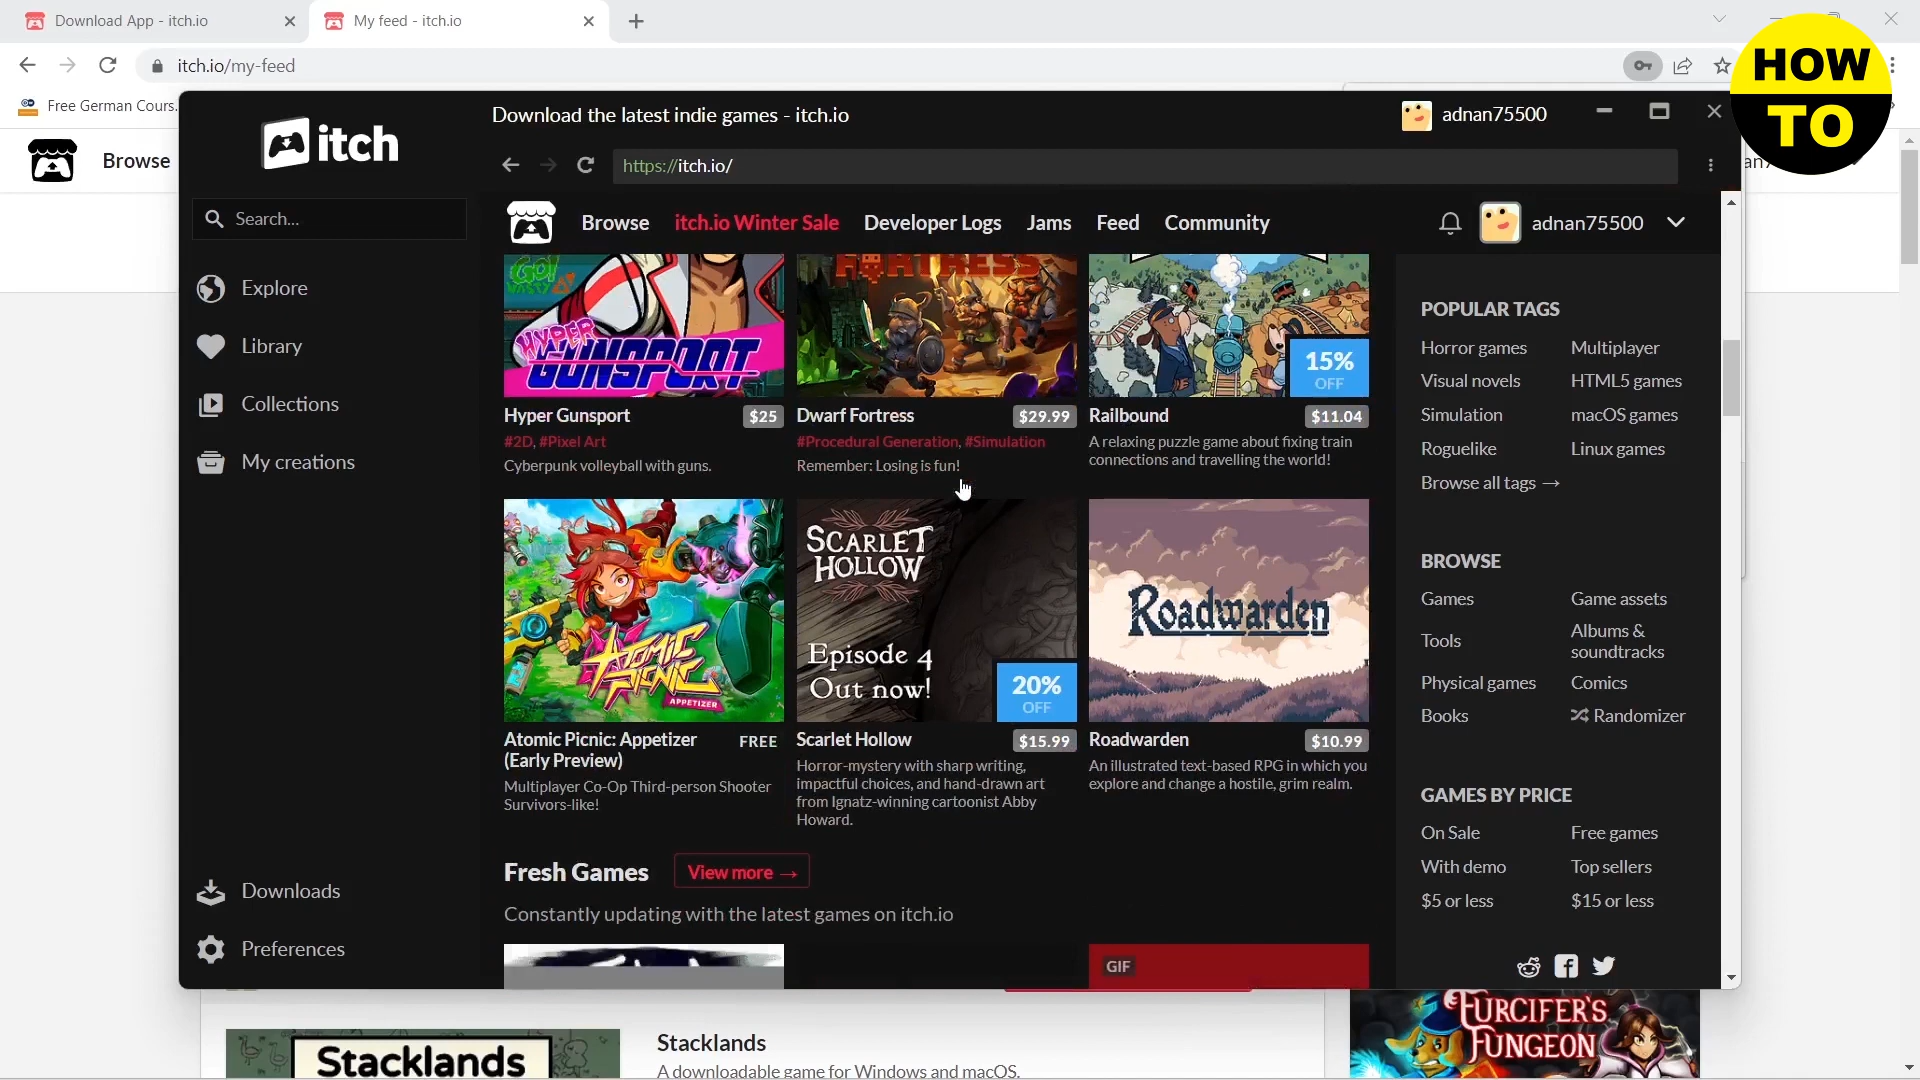 Download App - itch.io
My feed - itch.io
itch.io/my-feed
HOW
TO
Free German Cours.
Browse
itch
Download the latest indie games - itch.io
adnan75500
https://itch.io/
Search...
Explore
Library
Collections
My creations
Downloads
Preferences
Browse
itch.io Winter Sale
Developer Logs
Jams
Feed
Community
adnan75500
HYPER
GUNSPORT
15%
OFF
Hyper Gunsport
$25
#2D, #Pixel Art
Cyberpunk volleyball with guns.
Dwarf Fortress
$29.99
#Procedural Generation, #Simulation
Remember: Losing is fun!
Railbound
$11.04
A relaxing puzzle game about fixing train
connections and travelling the world!
ATOMIC
PICNIC
APPETIZER
SCARLET
HOLLOW
Episode 4
Out now!
20%
OFF
Roadwarden
Atomic Picnic: Appetizer
(Early Preview)
FREE
Multiplayer Co-Op Third-person Shooter
Survivors-like!
Scarlet Hollow
$15.99
Horror-mystery with sharp writing,
impactful choices, and hand-drawn art
from Ignatz-winning cartoonist Abby
Howard.
Roadwarden
$10.99
An illustrated text-based RPG in which you
explore and change a hostile, grim realm.
Fresh Games
View more →
Constantly updating with the latest games on itch.io
GIF
POPULAR TAGS
Horror games
Multiplayer
Visual novels
HTML5 games
Simulation
macOS games
Roguelike
Linux games
Browse all tags →
BROWSE
Games
Game assets
Tools
Albums &
soundtracks
Physical games
Comics
Books
Randomizer
GAMES BY PRICE
On Sale
Free games
With demo
Top sellers
$5 or less
$15 or less
Stacklands
Stacklands
A downloadable game for Windows and macOS.
FURCIFER'S
FUNGEON